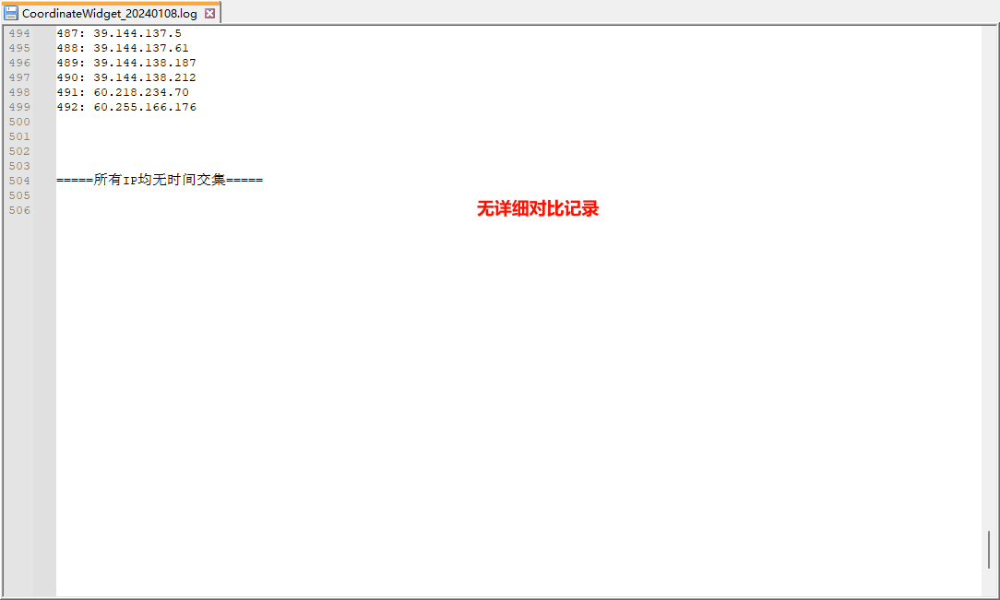 CoordinateWidget_20240108.log
494 487: 39.144.137.5
495 488: 39.144.137.61
496 489: 39.144.138.187
497 490: 39.144.138.212
498 491: 60.218.234.70
499 492: 60.255.166.176
500
501
502
503
504 =====所有IP均无时间交集=====
505
无详细对比记录
506